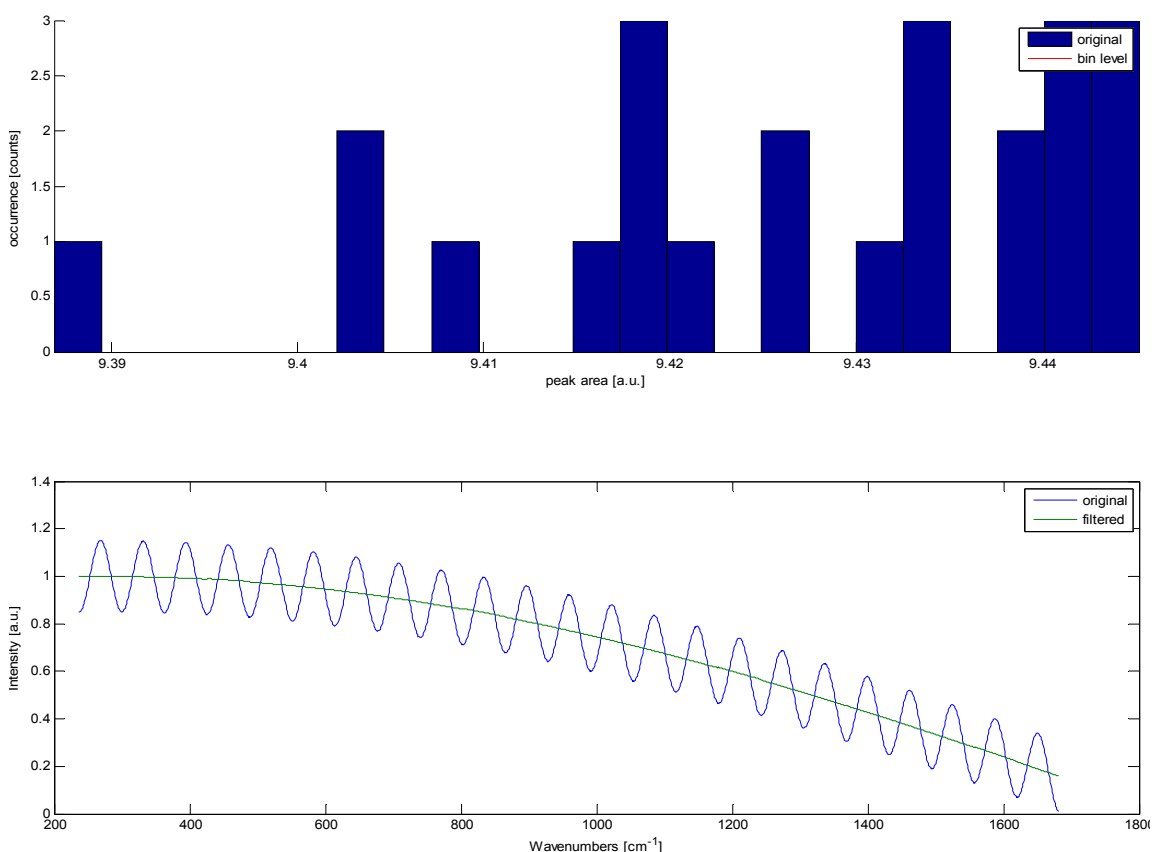 3
2.5
2
1.5
1
0.5
0
occurrence [counts]
original
bin level
9.39 9.4 9.41 9.42 9.43 9.44
peak area [a.u.]
1.4
1.2
1
0.8
0.6
0.4
0.2
0
Intensity [a.u.]
original
filtered
200 400 600 800 1000 1200 1400 1600 1800
Wavenumbers [cm⁻¹]